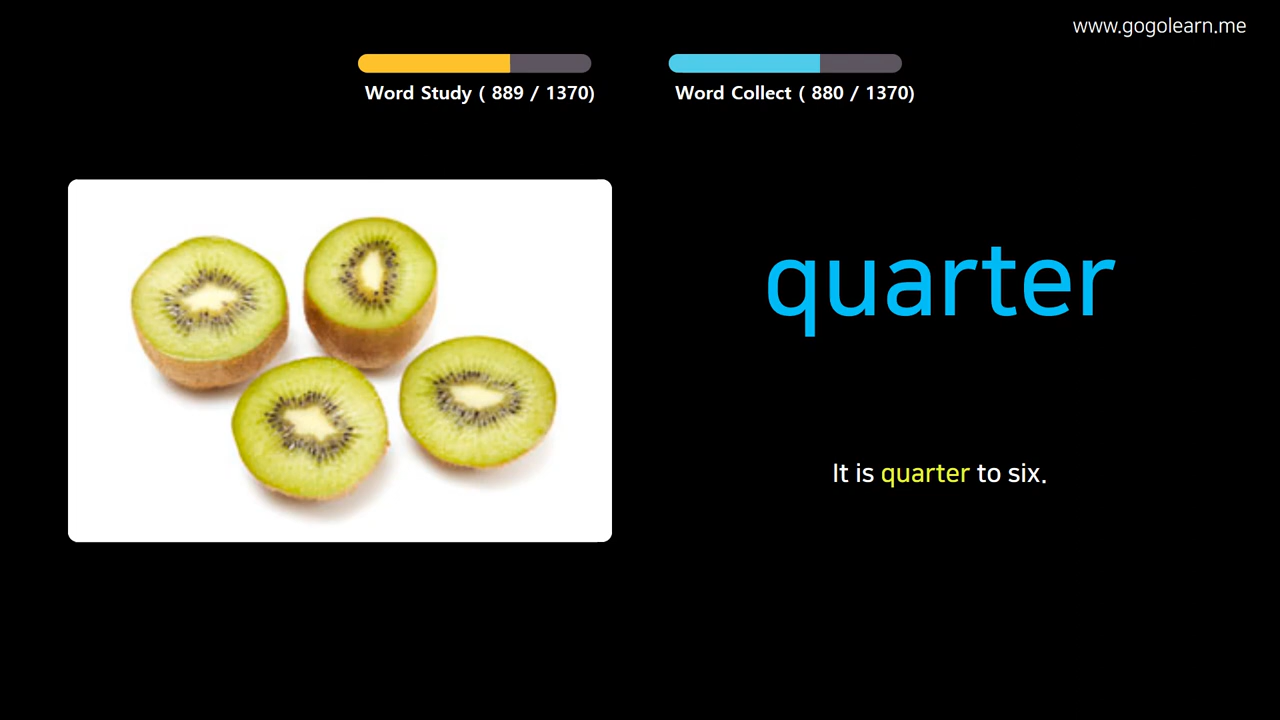 www.gogolearn.me
Word Study ( 889 / 1370)
Word Collect ( 880 / 1370)
quarter
It is quarter to six.